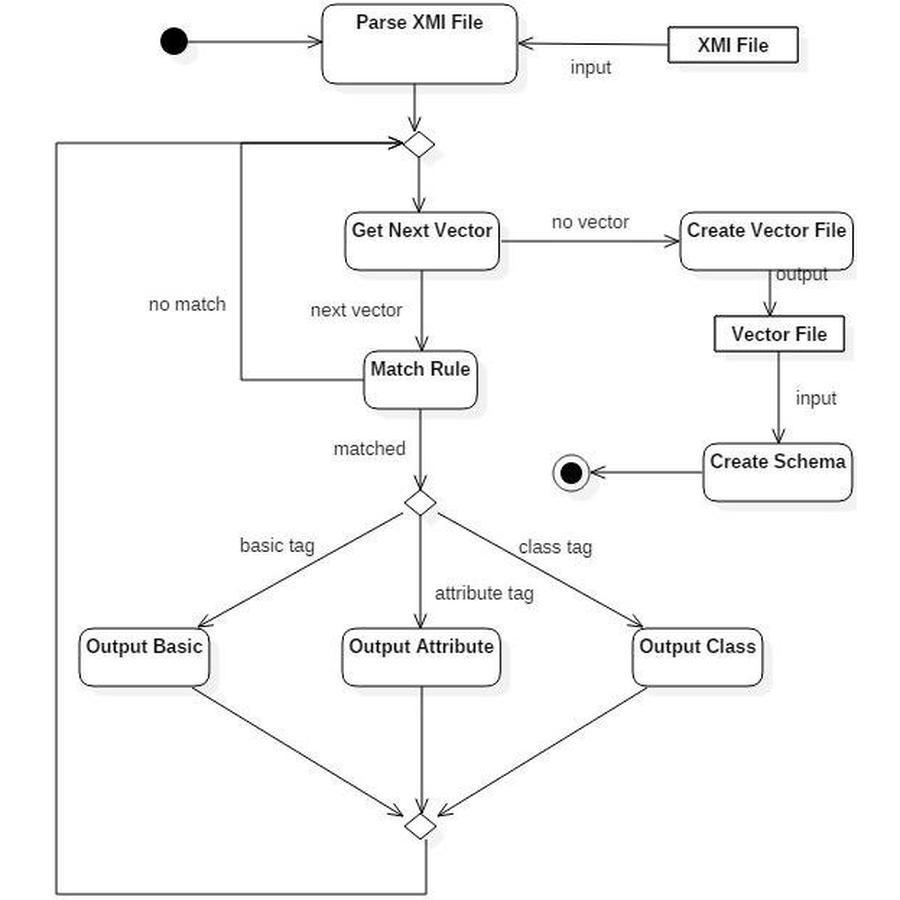 Parse XMI File
XMI File
input
Get Next Vector
no vector
Create Vector File
output
no match
next vector
Vector File
Match Rule
input
matched
Create Schema
basic tag
class tag
attribute tag
Output Basic
Output Attribute
Output Class